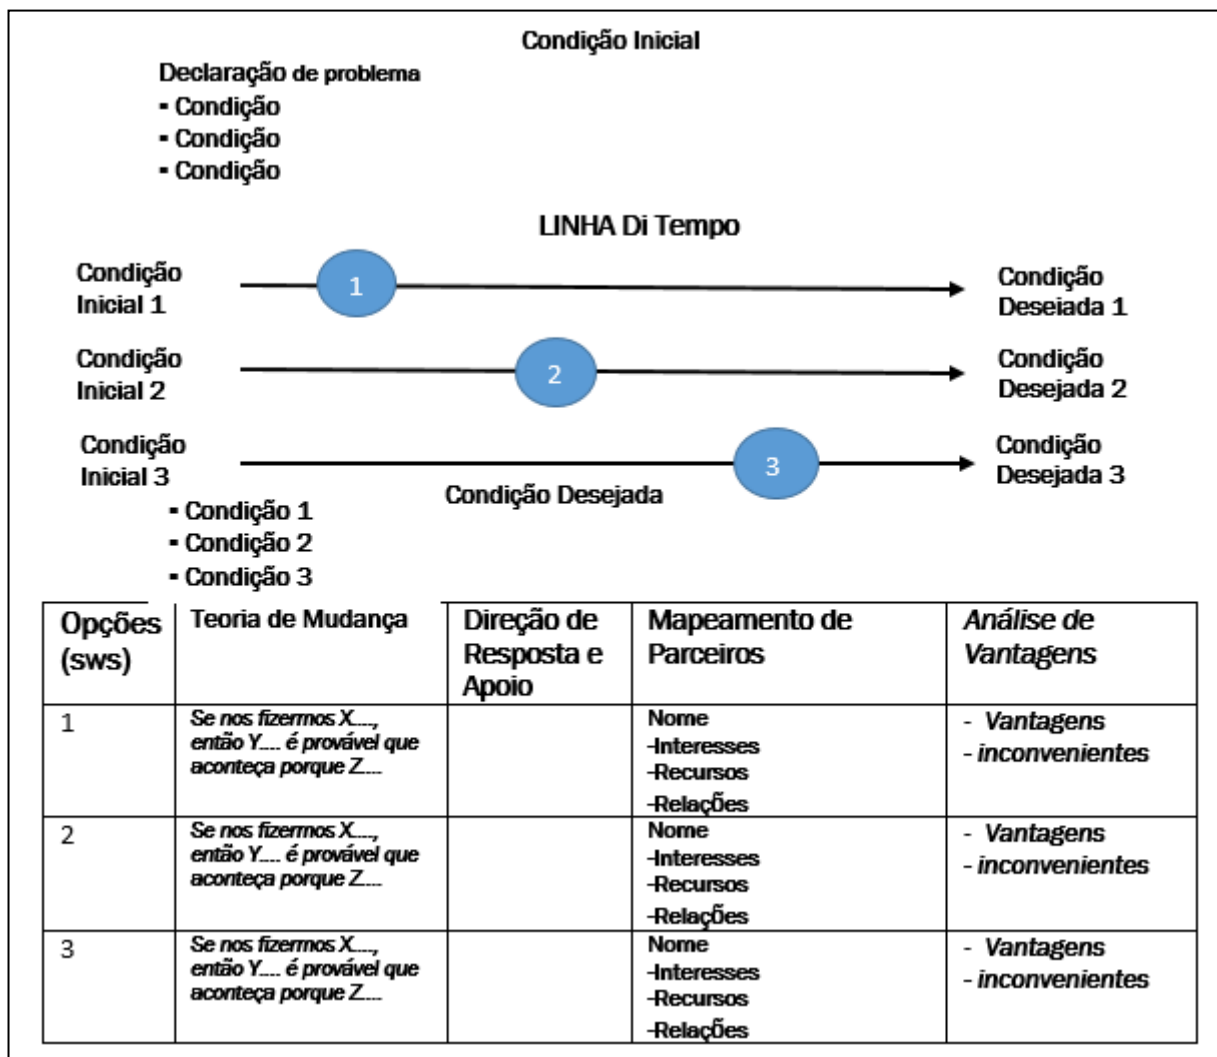 Condição Inicial
Declaração de problema
▪ Condição
▪ Condição
▪ Condição
LINHA Di Tempo
Condição
Inicial 1
1
Condição
Deseiada 1
Condição
Inicial 2
2
Condição
Desejada 2
Condição
Inicial 3
3
Condição
Desejada 3
Condição Desejada
▪ Condição 1
▪ Condição 2
▪ Condição 3
Opções
(sws)
Teoria de Mudança
Direção de
Resposta e
Apoio
Mapeamento de
Parceiros
Análise de
Vantagens
1
Se nos fizermos X....,
então Y.... é provável que
aconteça porque Z....
Nome
-Interesses
-Recursos
-Relações
- Vantagens
- inconvenientes
2
Se nos fizermos X....,
então Y.... é provável que
aconteça porque Z....
Nome
-Interesses
-Recursos
-Relações
- Vantagens
- inconvenientes
3
Se nos fizermos X....,
então Y.... é provável que
aconteça porque Z....
Nome
-Interesses
-Recursos
-Relações
- Vantagens
- inconvenientes